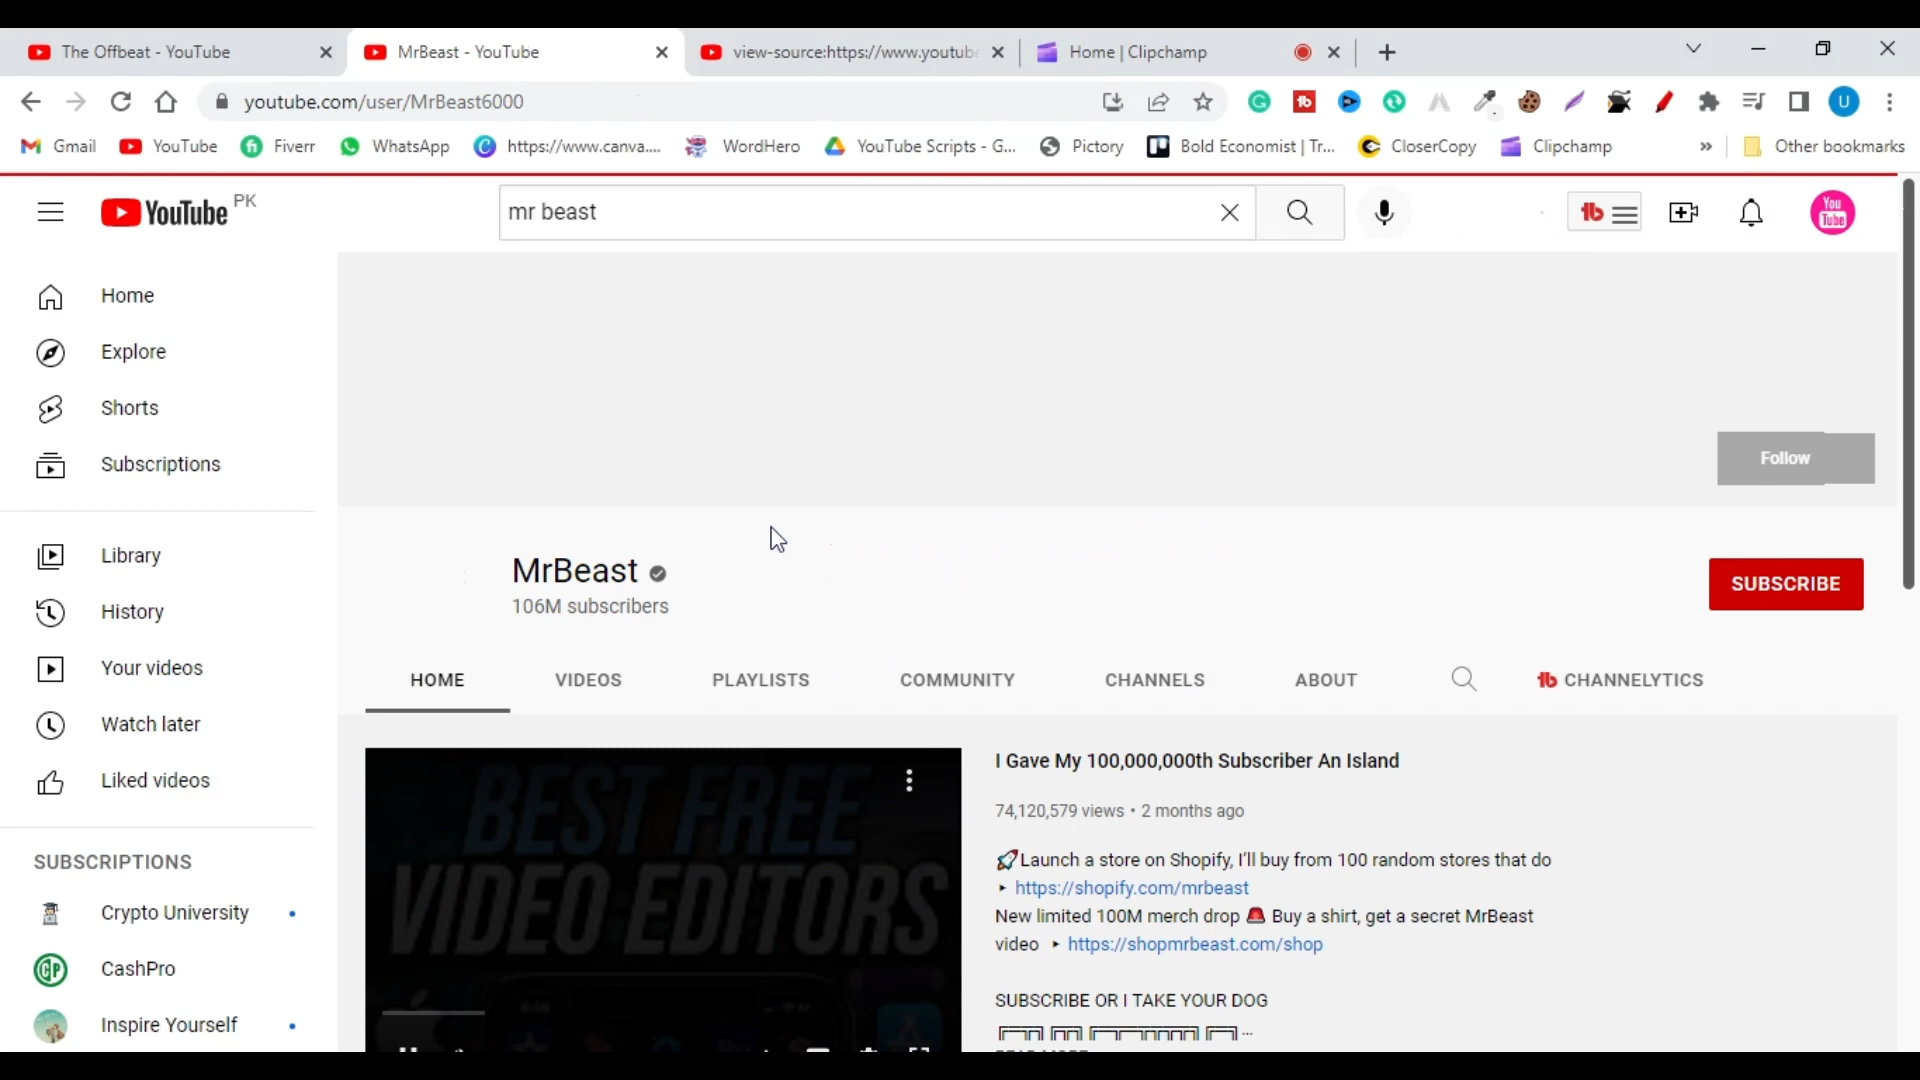 The Offbeat - YouTube
MrBeast - YouTube
view-source:https://www.youtube
Home | Clipchamp
youtube.com/user/MrBeast6000
U
Gmail
YouTube
Fiverr
WhatsApp
https://www.canva....
WordHero
YouTube Scripts - G...
Pictory
Bold Economist | Tr...
CloserCopy
Clipchamp
Other bookmarks
YouTube PK
mr beast
You
Tube
Home
Explore
Shorts
Subscriptions
Follow
Library
MrBeast
106M subscribers
SUBSCRIBE
History
Your videos
HOME
VIDEOS
PLAYLISTS
COMMUNITY
CHANNELS
ABOUT
CHANNELYTICS
Watch later
Liked videos
BEST FREE
VIDEO EDITORS
I Gave My 100,000,000th Subscriber An Island
74,120,579 views • 2 months ago
🚀Launch a store on Shopify, I'll buy from 100 random stores that do
▸ https://shopify.com/mrbeast
New limited 100M merch drop 🚨 Buy a shirt, get a secret MrBeast
video ▸ https://shopmrbeast.com/shop
SUBSCRIBE OR I TAKE YOUR DOG
SUBSCRIPTIONS
Crypto University
CashPro
Inspire Yourself